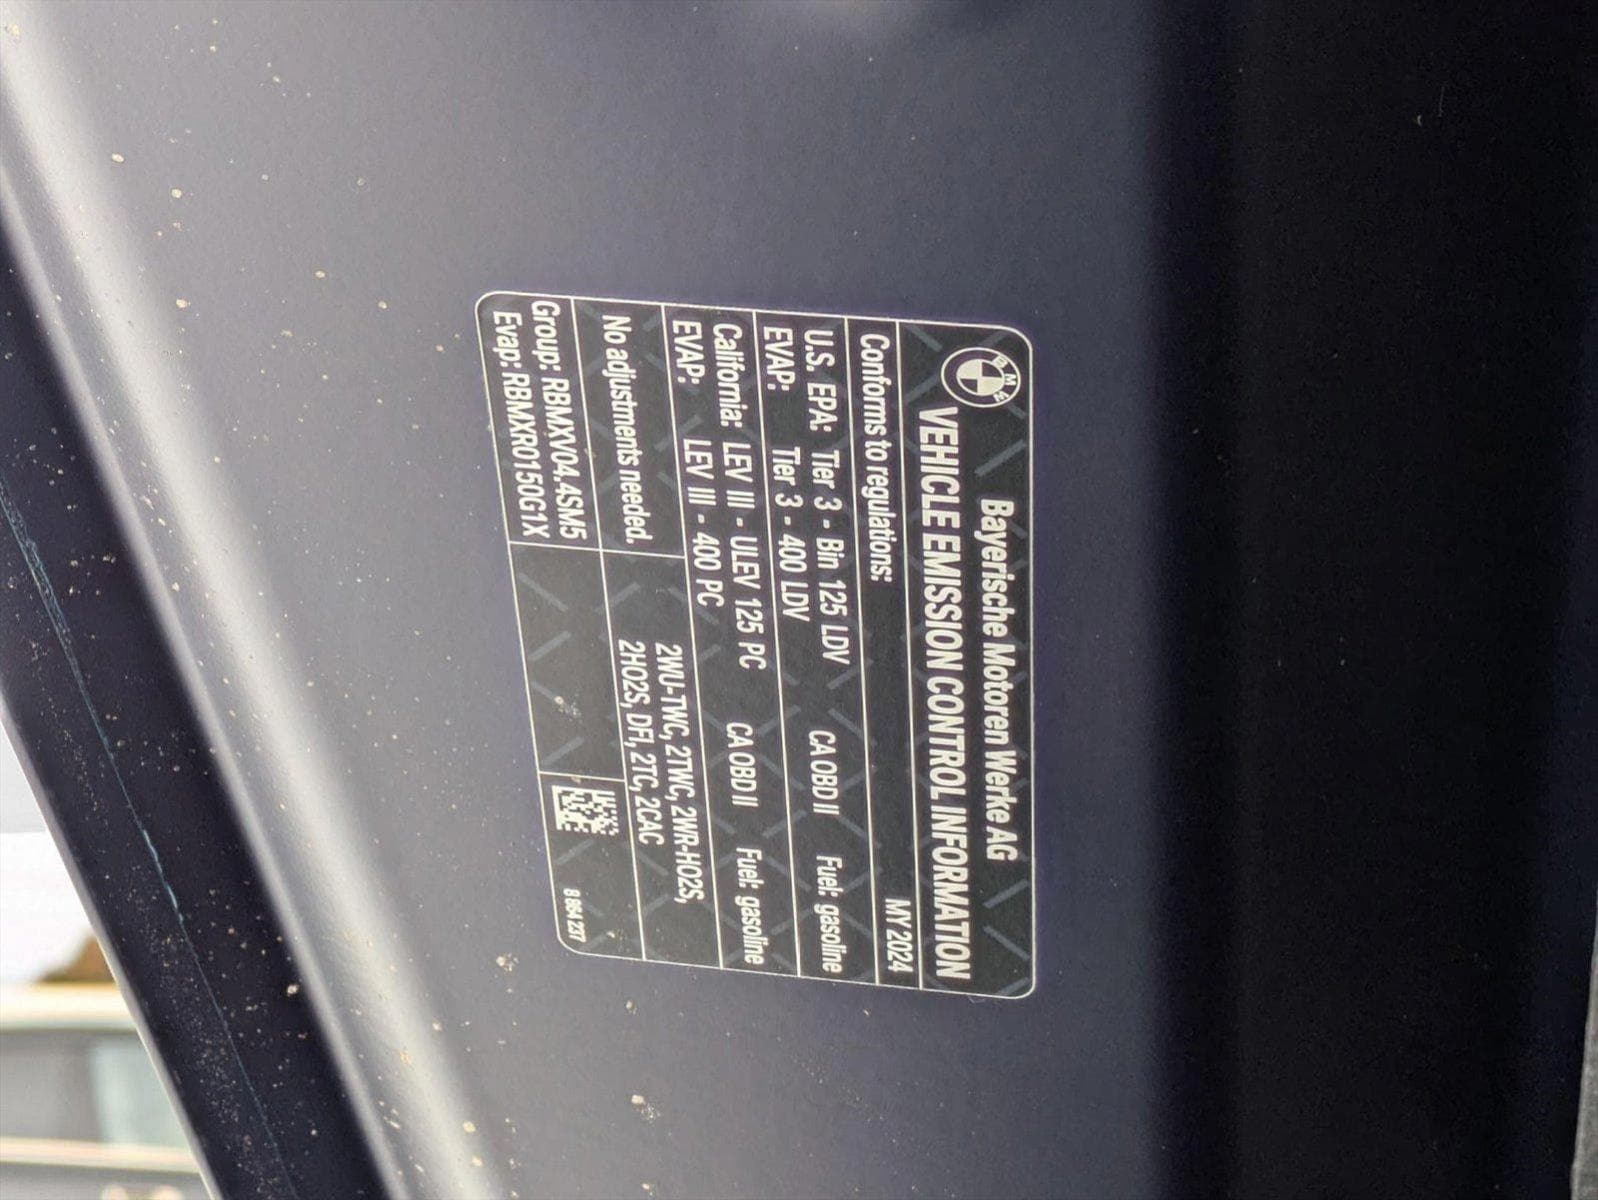 BMW
Bayerische Motoren Werke AG
VEHICLE EMISSION CONTROL INFORMATION
Conforms to regulations: MY 2024
U.S. EPA: Tier 3 - Bin 125 LDV CA OBD II Fuel: gasoline
EVAP: Tier 3 - 400 LDV
California: LEV III - ULEV 125 PC CA OBD II Fuel: gasoline
EVAP: LEV III - 400 PC
No adjustments needed.
2WU-TWC, 2TWC, 2WR-HO2S,
2HO2S, DFI, 2TC, 2CAC
Group: RBMXV04.4SM5
Evap: RBMXR0150G1X
8 864 237